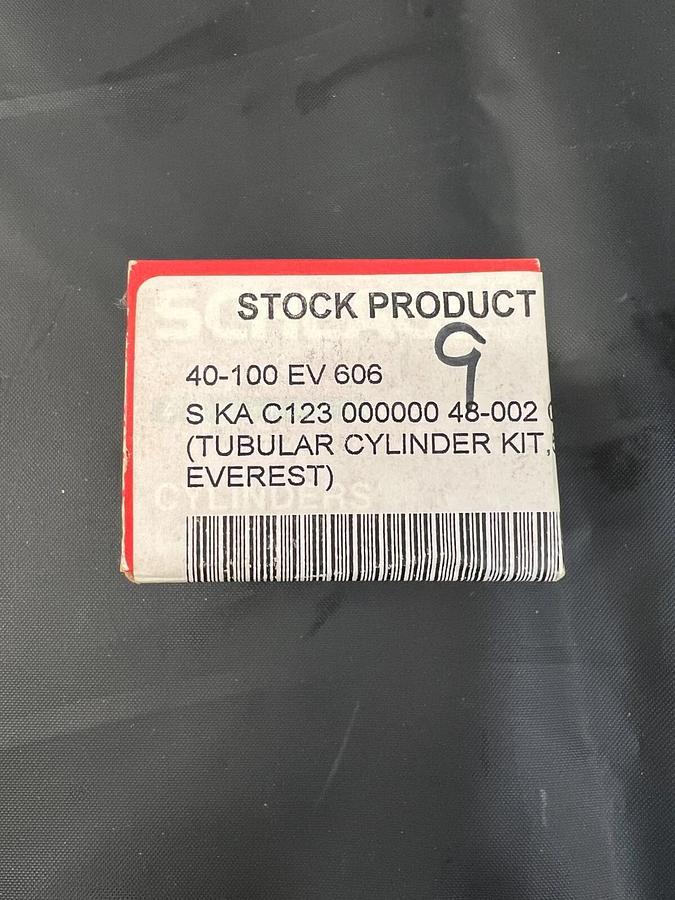 STOCK PRODUCT
9
40-100 EV 606
S KA C123 000000 48-002
(TUBULAR CYLINDER KIT,
EVEREST)
CYLINDERS